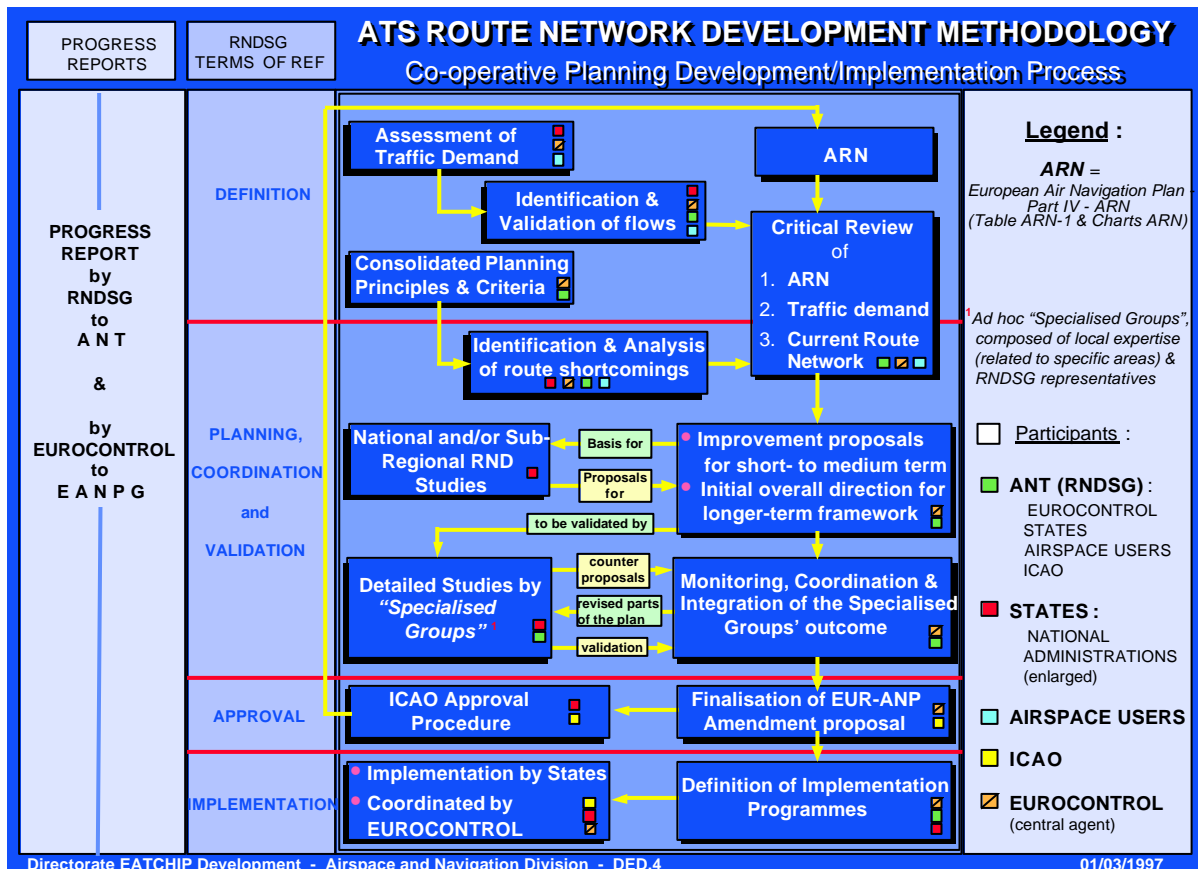 PROGRESS
REPORTS
RNDSG
TERMS OF REF
ATS ROUTE NETWORK DEVELOPMENT METHODOLOGY
Co-operative Planning Development/Implementation Process
PROGRESS
REPORT
by
RNDSG
to
A N T
&
by
EUROCONTROL
to
E A N P G
DEFINITION
PLANNING,
COORDINATION
and
VALIDATION
APPROVAL
IMPLEMENTATION
Assessment of
Traffic Demand
ARN
Identification &
Validation of flows
Critical Review
of
1. ARN
2. Traffic demand
3. Current Route
Network
Consolidated Planning
Principles & Criteria
Identification & Analysis
of route shortcomings
National and/or Sub-
Regional RND
Studies
Basis for
Proposals
for
• Improvement proposals
for short- to medium term
• Initial overall direction for
longer-term framework
to be validated by
Detailed Studies by
“Specialised
Groups” 1
counter
proposals
revised parts
of the plan
validation
Monitoring, Coordination &
Integration of the Specialised
Groups’ outcome
ICAO Approval
Procedure
Finalisation of EUR-ANP
Amendment proposal
• Implementation by States
• Coordinated by
EUROCONTROL
Definition of Implementation
Programmes
Legend :
ARN =
European Air Navigation Plan -
Part IV - ARN
(Table ARN-1 & Charts ARN)
1 Ad hoc “Specialised Groups”,
composed of local expertise
(related to specific areas) &
RNDSG representatives
Participants :
ANT (RNDSG) :
EUROCONTROL
STATES
AIRSPACE USERS
ICAO
STATES :
NATIONAL
ADMINISTRATIONS
(enlarged)
AIRSPACE USERS
ICAO
EUROCONTROL
(central agent)
Directorate EATCHIP Development - Airspace and Navigation Division - DED.4
01/03/1997